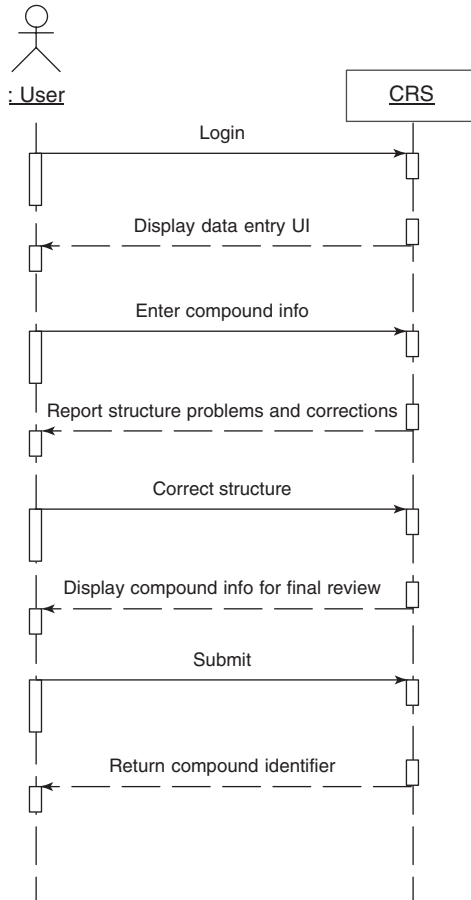 : User
CRS
Login
Display data entry UI
Enter compound info
Report structure problems and corrections
Correct structure
Display compound info for final review
Submit
Return compound identifier